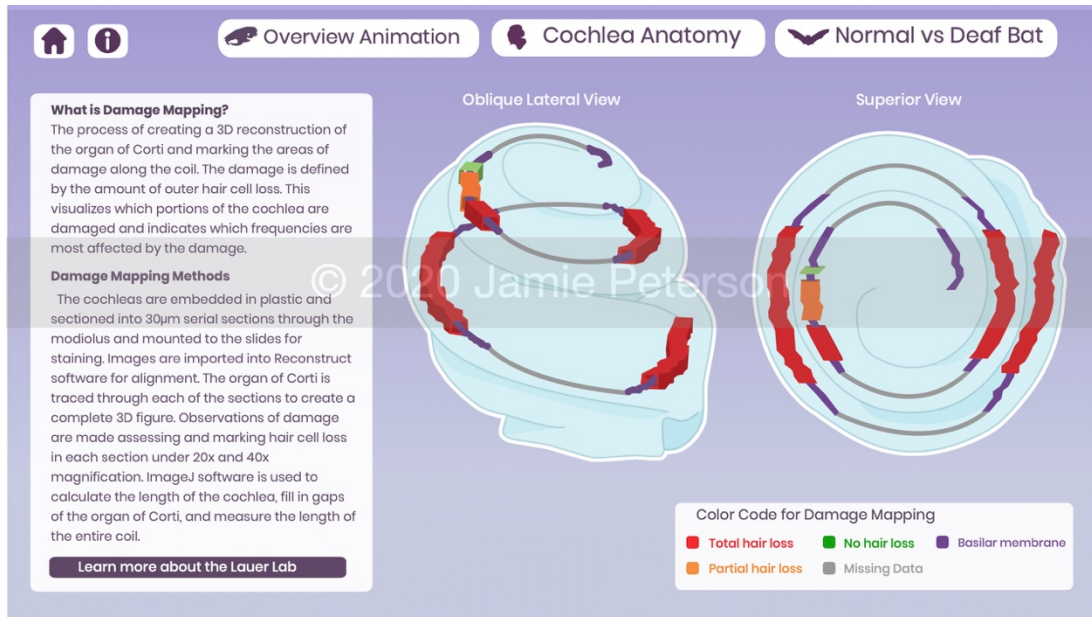 Overview Animation
Cochlea Anatomy
Normal vs Deaf Bat
What is Damage Mapping?
The process of creating a 3D reconstruction of
the organ of Corti and marking the areas of
damage along the coil. The damage is defined
by the amount of outer hair cell loss. This
visualizes which portions of the cochlea are
damaged and indicates which frequencies are
most affected by the damage.
Damage Mapping Methods
The cochleas are embedded in plastic and
sectioned into 30µm serial sections through the
modiolus and mounted to the slides for
staining. Images are imported into Reconstruct
software for alignment. The organ of Corti is
traced through each of the sections to create a
complete 3D figure. Observations of damage
are made assessing and marking hair cell loss
in each section under 20x and 40x
magnification. ImageJ software is used to
calculate the length of the cochlea, fill in gaps
of the organ of Corti, and measure the length of
the entire coil.
Learn more about the Lauer Lab
Oblique Lateral View
Superior View
© 2020 Jamie Peterson
Color Code for Damage Mapping
Total hair loss
No hair loss
Basilar membrane
Partial hair loss
Missing Data